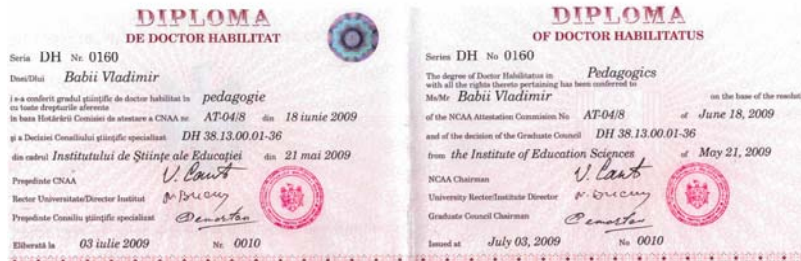 DIPLOMA
DE DOCTOR HABILITAT
Seria DH Nr. 0160
Babii Vladimir
i s-a conferit gradul științific de doctor habilitat în pedagogie
cu toate drepturile aferente
în baza Hotărârii Comisiei de atestare a CNAA nr. AT-04/8 din 18 iunie 2009
și a Deciziei Consiliului științific specializat DH 38.13.00.01-36
din cadrul Institutului de Științe ale Educației din 21 mai 2009
Președinte CNAA
Rector Universitate/Director Institut
Președinte Consiliu științific specializat
Eliberată la 03 iulie 2009 Nr. 0010
DIPLOMA
OF DOCTOR HABILITATUS
Series DH No 0160
The degree of Doctor Habilitatus in Pedagogics
with all the rights thereto pertaining has been conferred to
Ms/Mr Babii Vladimir on the base of the resolution
of the NCAA Attestation Commission No AT-04/8 of June 18, 2009
and of the decision of the Graduate Council DH 38.13.00.01-36
from the Institute of Education Sciences of May 21, 2009
NCAA Chairman
University Rector/Institute Director
Graduate Council Chairman
Issued at July 03, 2009 No 0010